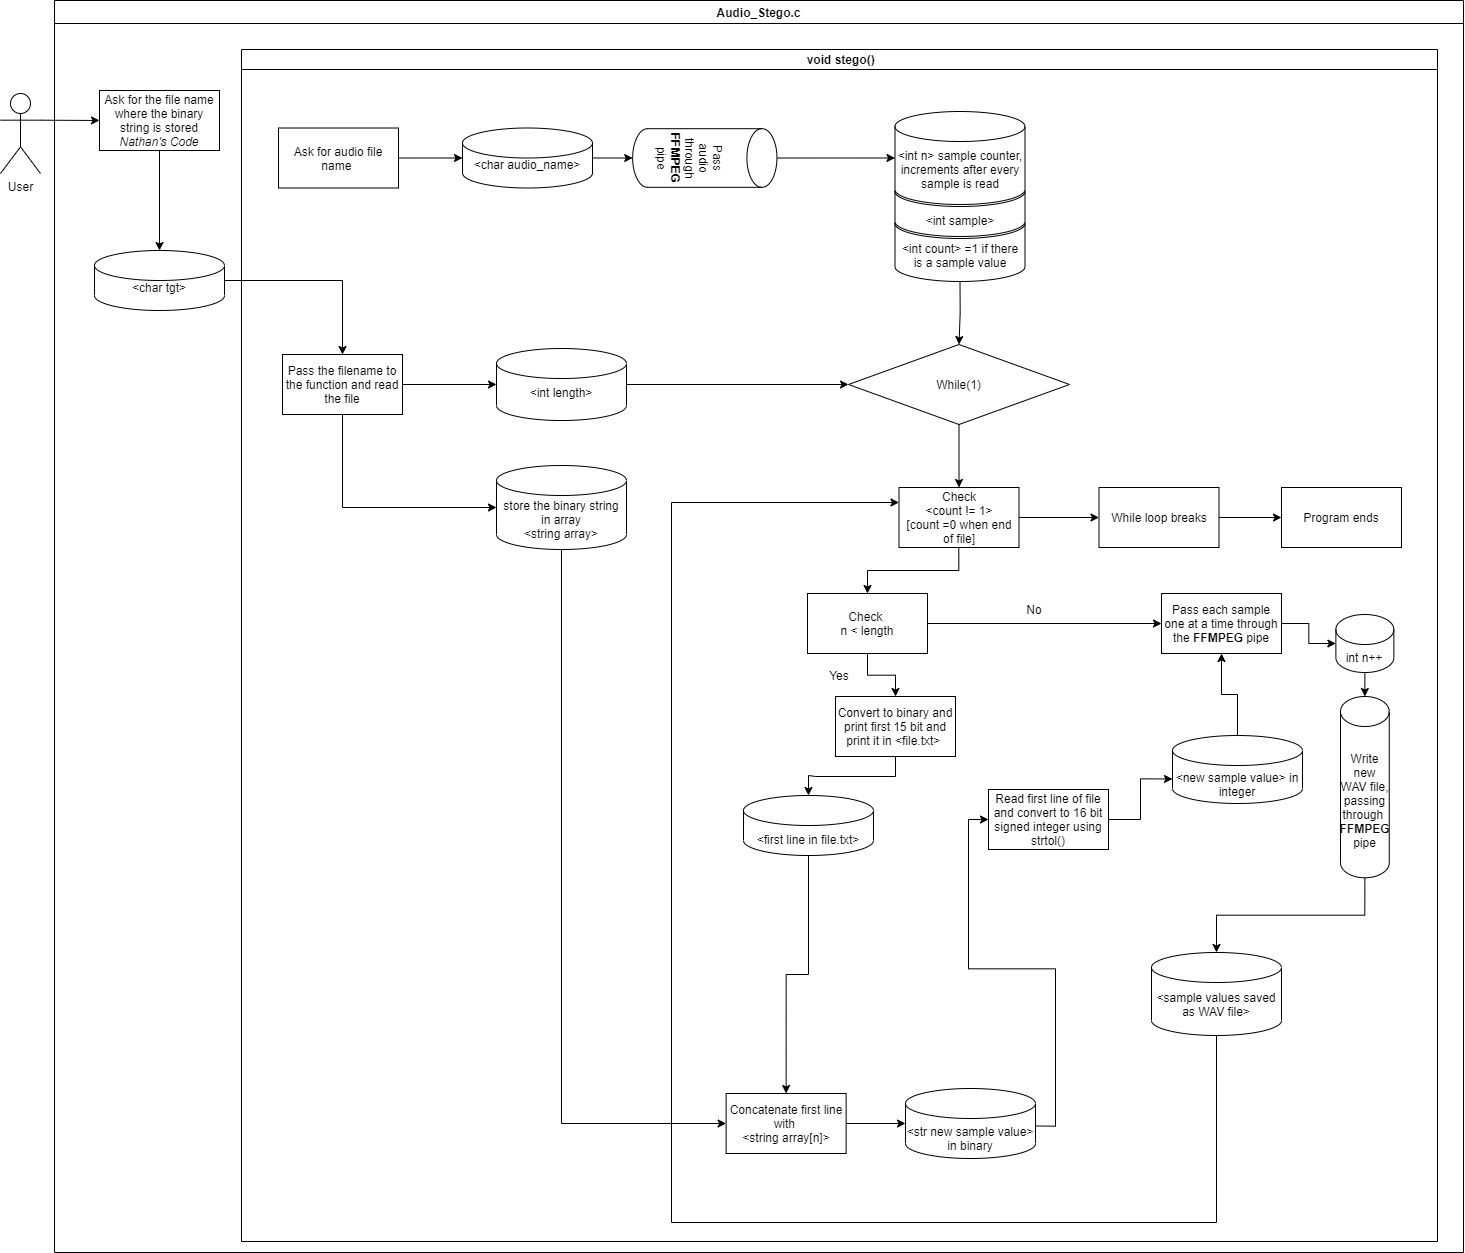 Audio_Stego.c
void stego()
User
Ask for the file name
where the binary
string is stored
Nathan's Code
<char tgt>
Ask for audio file
name
<char audio_name>
Pass
audio
through
FFMPEG
pipe
<int n> sample counter,
increments after every
sample is read
<int sample>
<int count> =1 if there
is a sample value
Pass the filename to
the function and read
the file
<int length>
While(1)
store the binary string
in array
<string array>
Check
<count != 1>
[count =0 when end
of file]
While loop breaks
Program ends
Check
n < length
No
Pass each sample
one at a time through
the FFMPEG pipe
int n++
Yes
Convert to binary and
print first 15 bit and
print it in <file.txt>
<first line in file.txt>
Read first line of file
and convert to 16 bit
signed integer using
strtol()
<new sample value> in
integer
Write
new
WAV file,
passing
through
FFMPEG
pipe
<sample values saved
as WAV file>
Concatenate first line
with
<string array[n]>
<str new sample value>
in binary